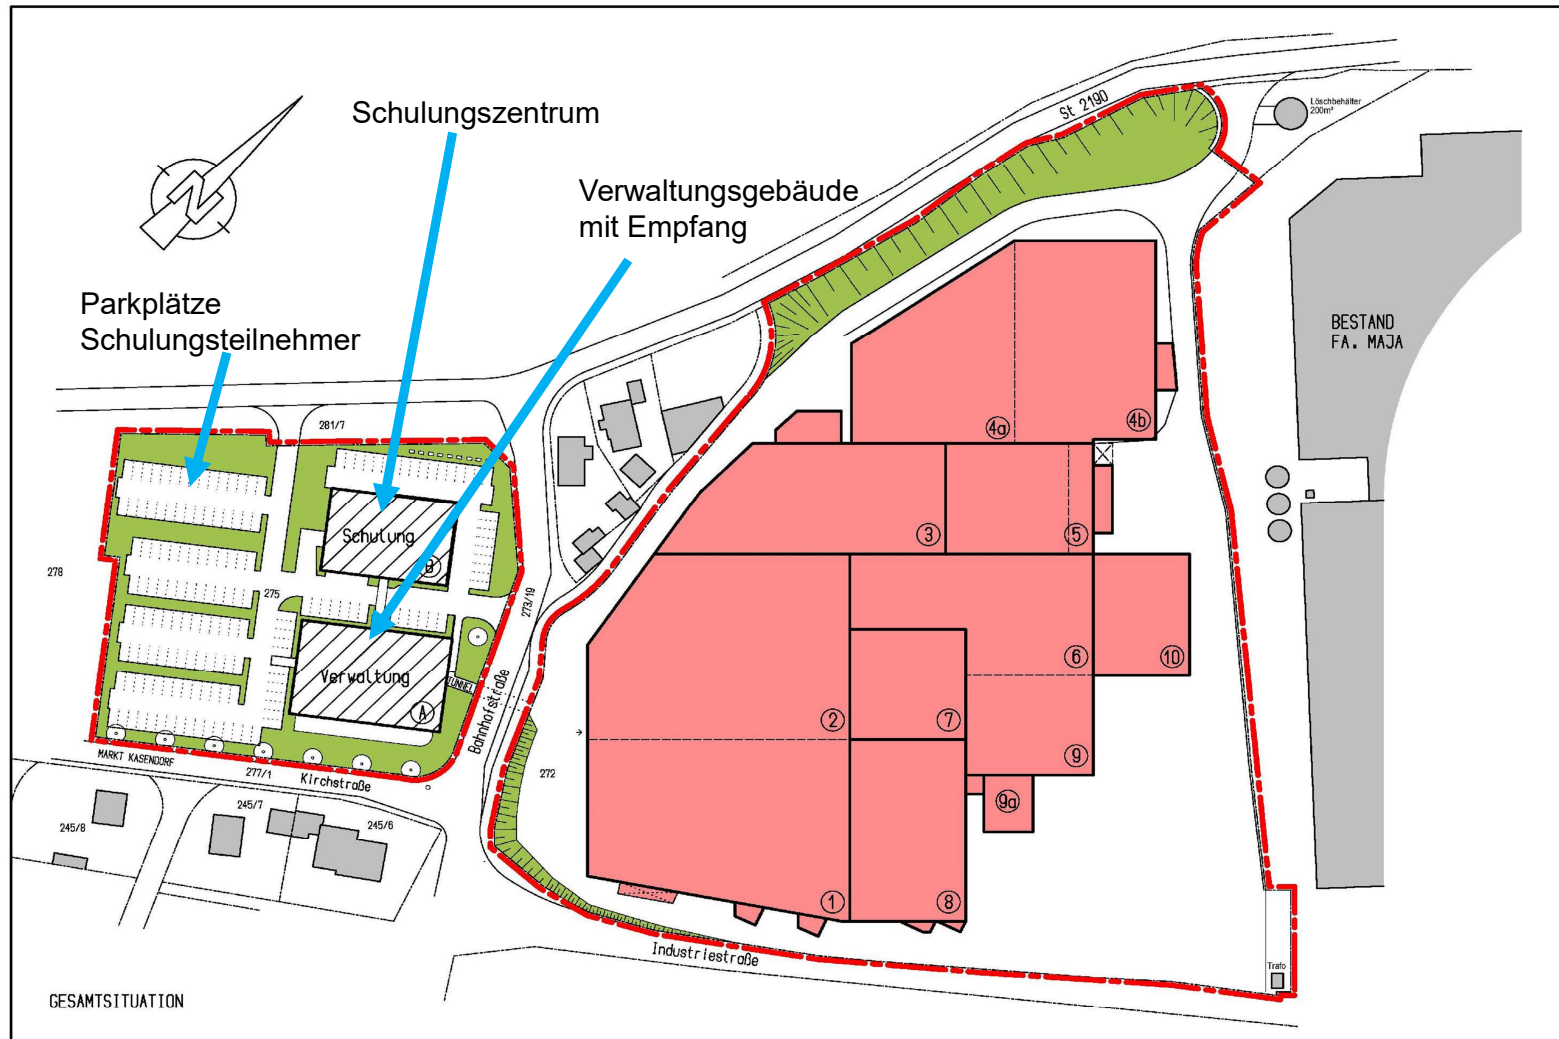 Schulungszentrum
Verwaltungsgebäude
mit Empfang
Parkplätze
Schulungsteilnehmer
N
St 2190
Löschbehälter
200m³
BESTAND
FA. MAJA
281/7
278
275
273/19
Schulung
B
Verwaltung
A
TUNNEL
Bahnhofstraße
272
MARKT KASENDORF
277/1
Kirchstraße
245/8
245/7
245/6
4a
4b
3
5
6
10
2
7
9
9a
1
8
Industriestraße
Trafo
GESAMTSITUATION